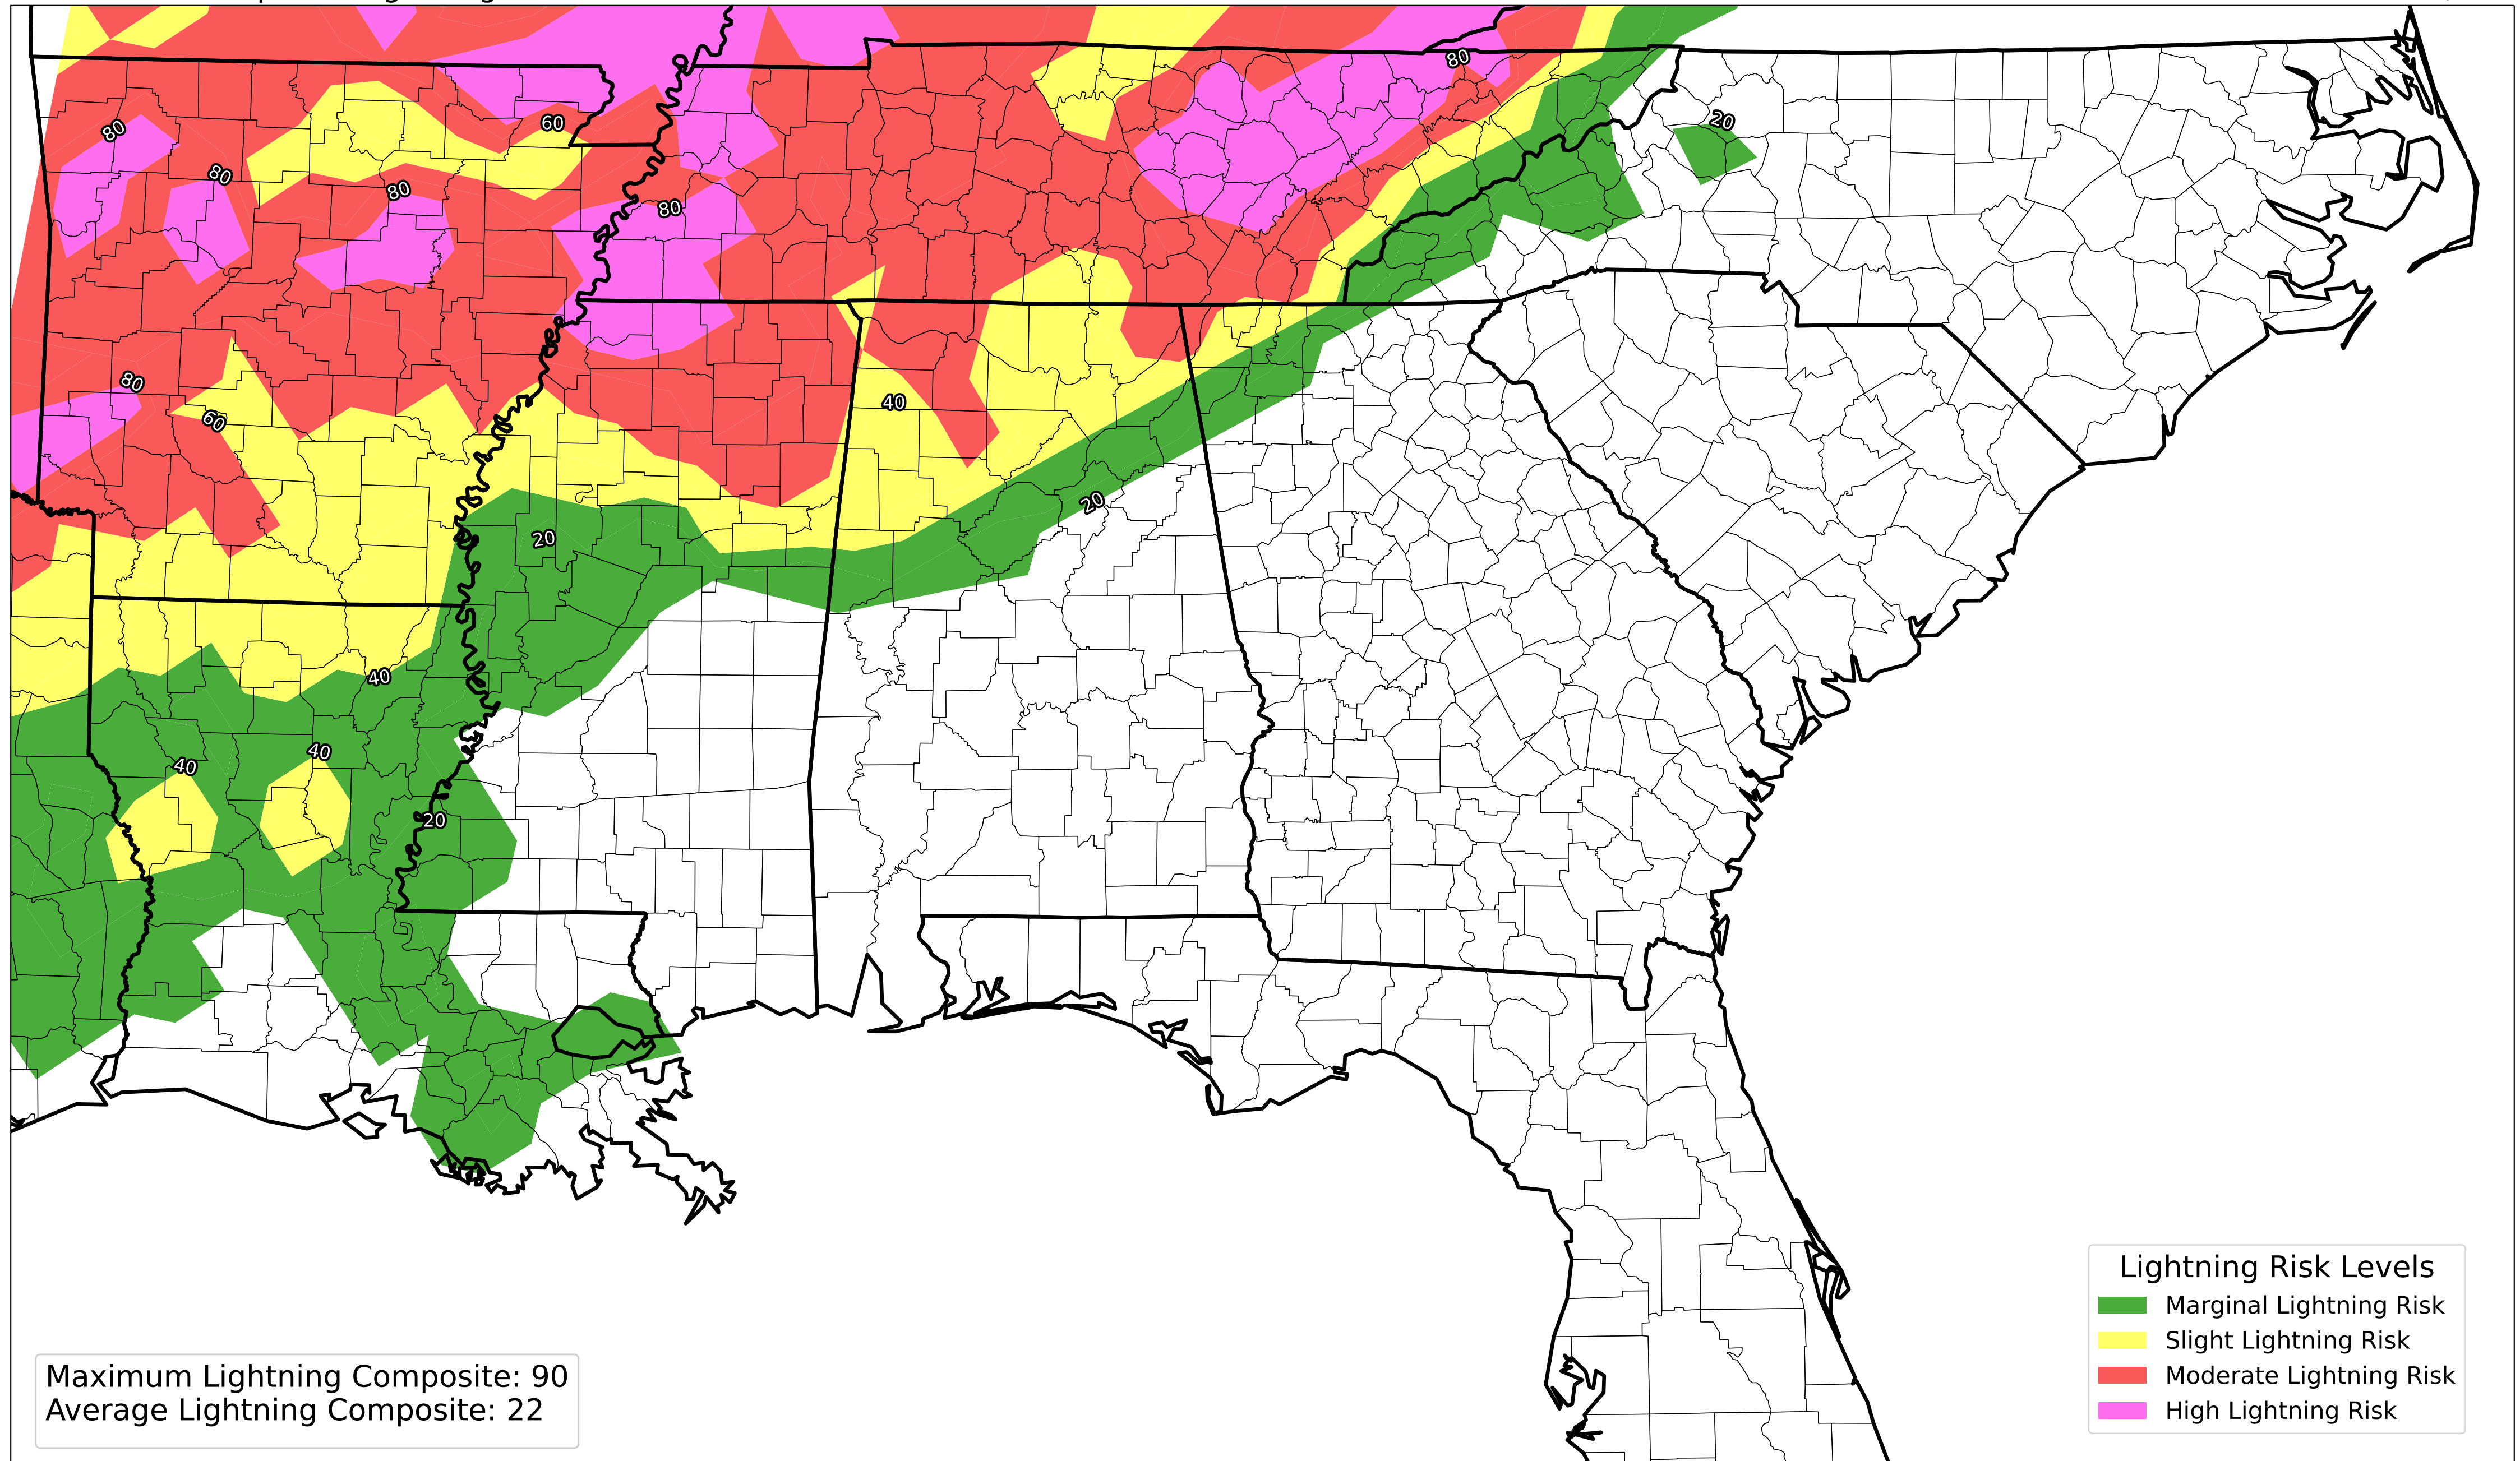 80
80
60
20
80
80
80
80
60
40
20
20
40
40
40
20
Lightning Risk Levels
Marginal Lightning Risk
Slight Lightning Risk
Moderate Lightning Risk
High Lightning Risk
Maximum Lightning Composite: 90
Average Lightning Composite: 22